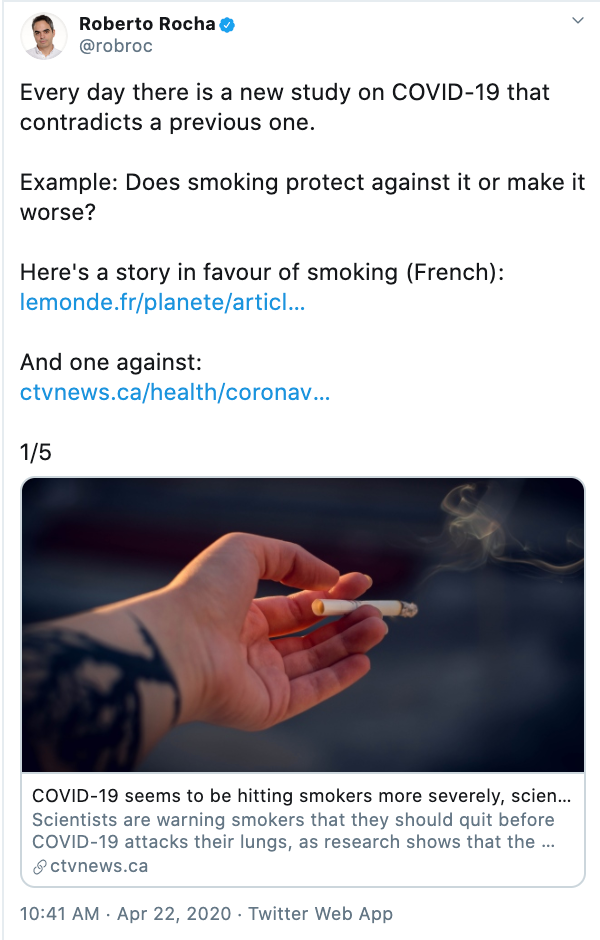 Roberto Rocha
@robroc
Every day there is a new study on COVID-19 that
contradicts a previous one.
Example: Does smoking protect against it or make it
worse?
Here's a story in favour of smoking (French):
lemonde.fr/planete/articl...
And one against:
ctvnews.ca/health/coronav...
1/5
COVID-19 seems to be hitting smokers more severely, scien...
Scientists are warning smokers that they should quit before
COVID-19 attacks their lungs, as research shows that the ...
ctvnews.ca
10:41 AM · Apr 22, 2020 · Twitter Web App